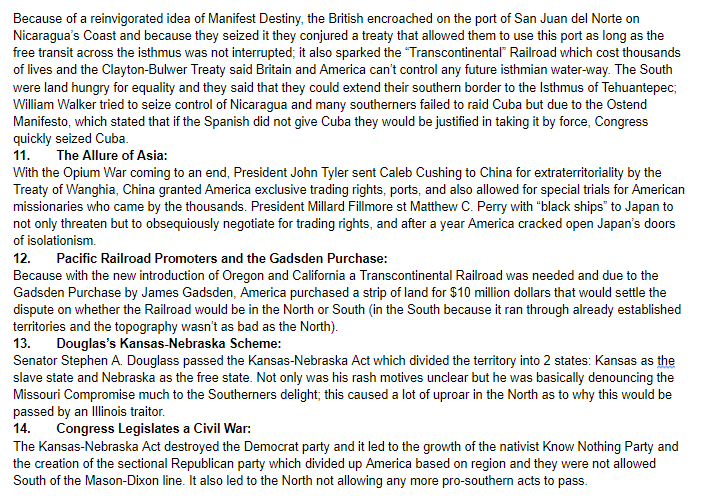 Because of a reinvigorated idea of Manifest Destiny, the British encroached on the port of San Juan del Norte on
Nicaragua's Coast and because they seized it they conjured a treaty that allowed them to use this port as long as the
free transit across the isthmus was not interrupted; it also sparked the "Transcontinental" Railroad which cost thousands
of lives and the Clayton-Bulwer Treaty said Britain and America can't control any future isthmian water-way. The South
were land hungry for equality and they said that they could extend their southern border to the Isthmus of Tehuantepec;
William Walker tried to seize control of Nicaragua and many southerners failed to raid Cuba but due to the Ostend
Manifesto, which stated that if the Spanish did not give Cuba they would be justified in taking it by force, Congress
quickly seized Cuba.
11. The Allure of Asia:
With the Opium War coming to an end, President John Tyler sent Caleb Cushing to China for extraterritoriality by the
Treaty of Wanghia, China granted America exclusive trading rights, ports, and also allowed for special trials for American
missionaries who came by the thousands. President Millard Fillmore st Matthew C. Perry with "black ships" to Japan to
not only threaten but to obsequiously negotiate for trading rights, and after a year America cracked open Japan's doors
of isolationism.
12. Pacific Railroad Promoters and the Gadsden Purchase:
Because with the new introduction of Oregon and California a Transcontinental Railroad was needed and due to the
Gadsden Purchase by James Gadsden, America purchased a strip of land for $10 million dollars that would settle the
dispute on whether the Railroad would be in the North or South (in the South because it ran through already established
territories and the topography wasn't as bad as the North).
13. Douglas's Kansas-Nebraska Scheme:
Senator Stephen A. Douglass passed the Kansas-Nebraska Act which divided the territory into 2 states: Kansas as the
slave state and Nebraska as the free state. Not only was his rash motives unclear but he was basically denouncing the
Missouri Compromise much to the Southerners delight; this caused a lot of uproar in the North as to why this would be
passed by an Illinois traitor.
14. Congress Legislates a Civil War:
The Kansas-Nebraska Act destroyed the Democrat party and it led to the growth of the nativist Know Nothing Party and
the creation of the sectional Republican party which divided up America based on region and they were not allowed
South of the Mason-Dixon line. It also led to the North not allowing any more pro-southern acts to pass.